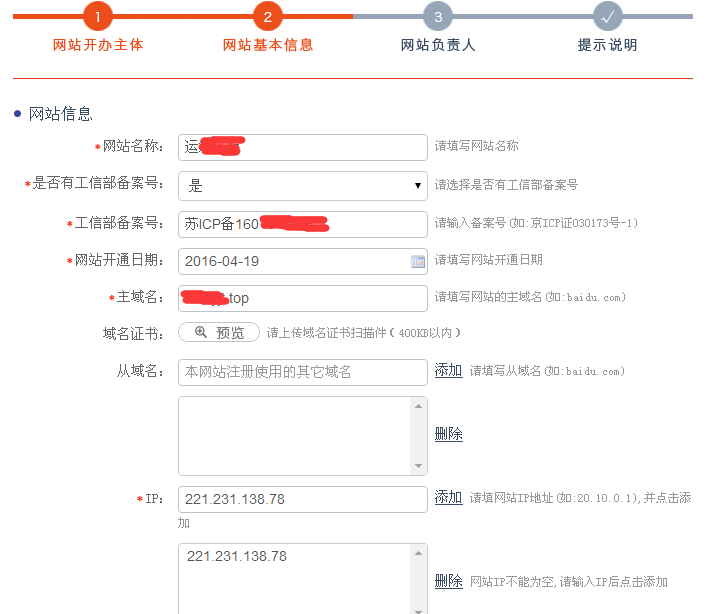 1 2 3
网站开办主体 网站基本信息 网站负责人 提示说明
网站信息
*网站名称: 运 请填写网站名称
*是否有工信部备案号: 是 请选择是否有工信部备案号
*工信部备案号: 苏ICP备160 请输入备案号(如:京ICP证030173号-1)
*网站开通日期: 2016-04-19 请填写网站开通日期
*主域名: .top 请填写网站的主域名(如:baidu.com)
域名证书: 预览 请上传域名证书扫描件(400KB以内)
从域名: 本网站注册使用的其它域名 添加 请填写从域名(如:baidu.com)
删除
*IP: 221.231.138.78 添加 请填网站IP地址(如:20.10.0.1),并点击添
加
221.231.138.78
删除 网站IP不能为空,请输入IP后点击添加